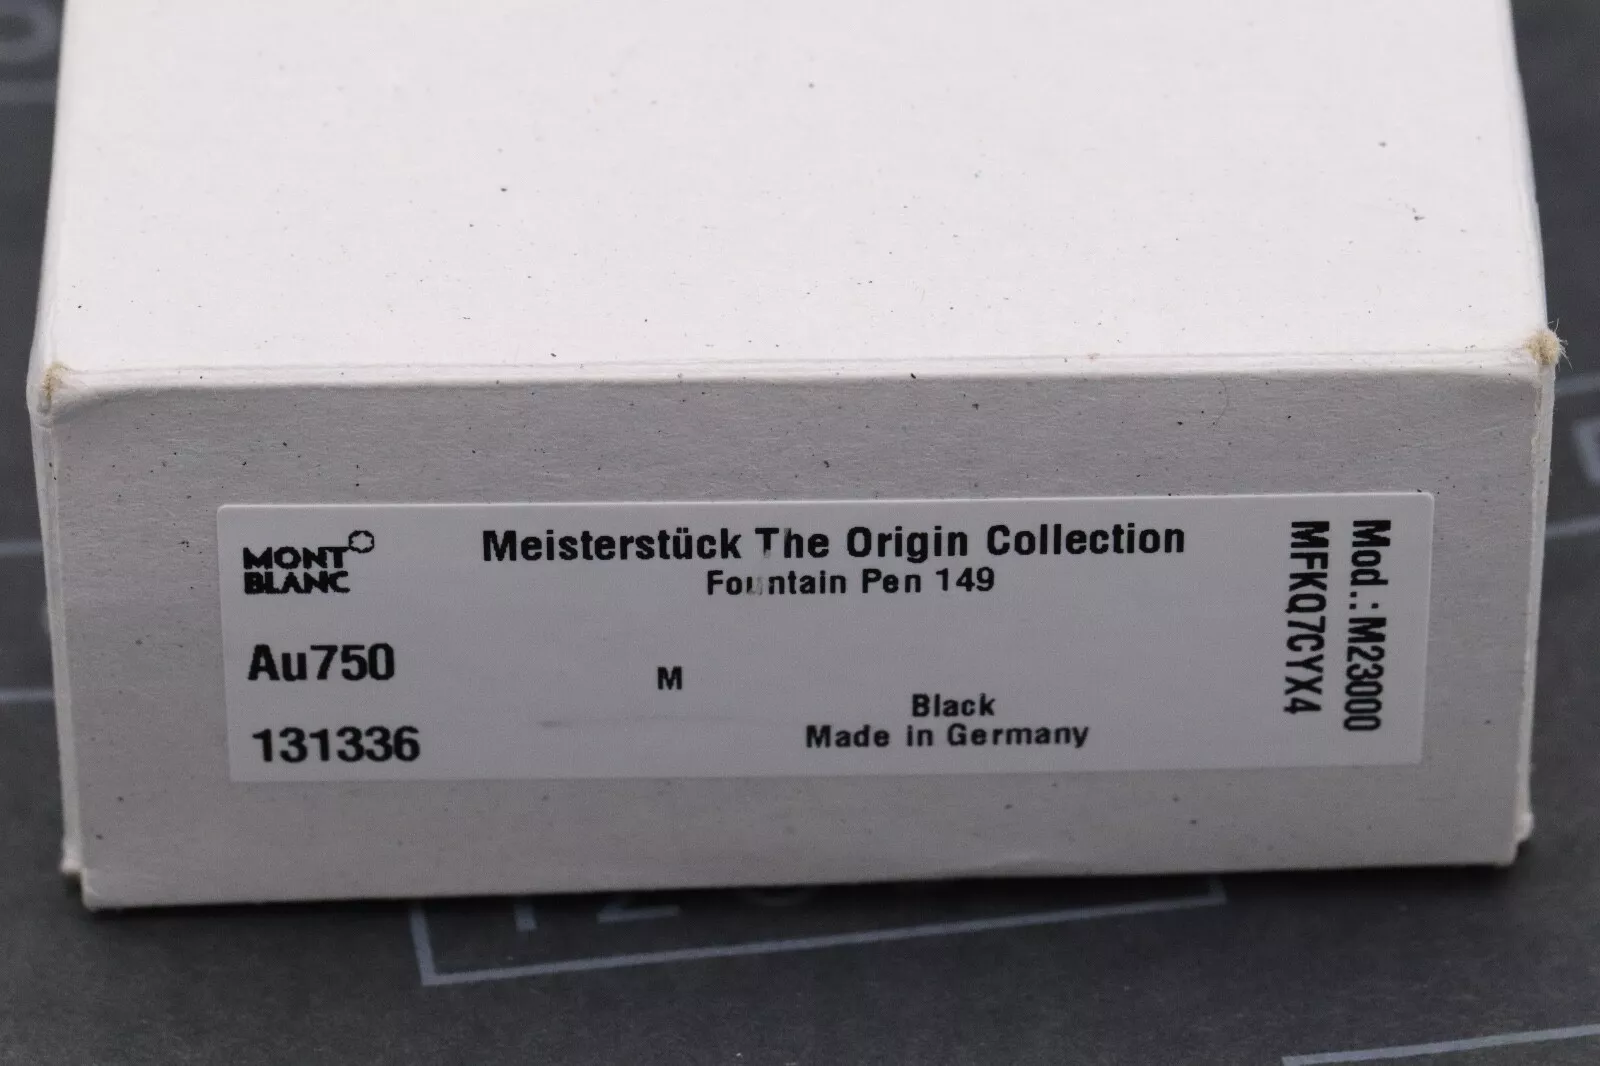 MONT
BLANC
Meisterstück The Origin Collection
Fountain Pen 149
Au750
M
131336
Black
Made in Germany
Mod.:M23000
MFKQ7CYX4